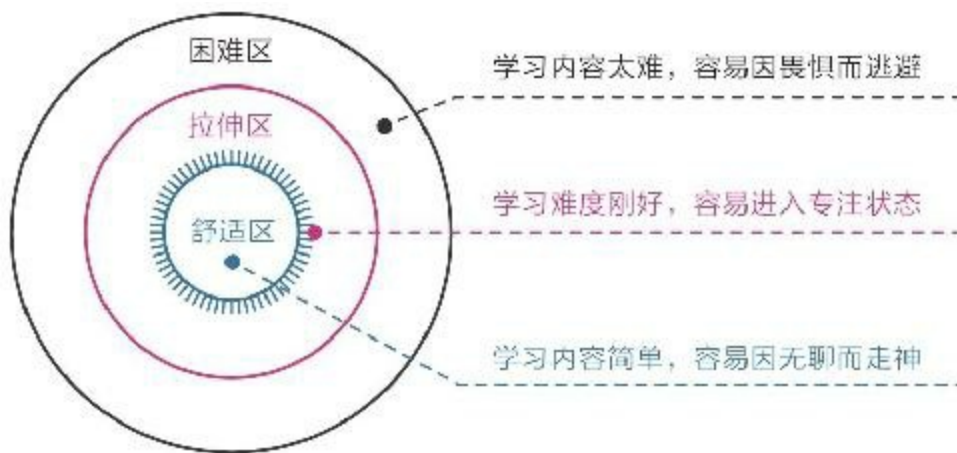 困难区
学习内容太难，容易因畏惧而逃避
拉伸区
学习难度刚好，容易进入专注状态
舒适区
学习内容简单，容易因无聊而走神